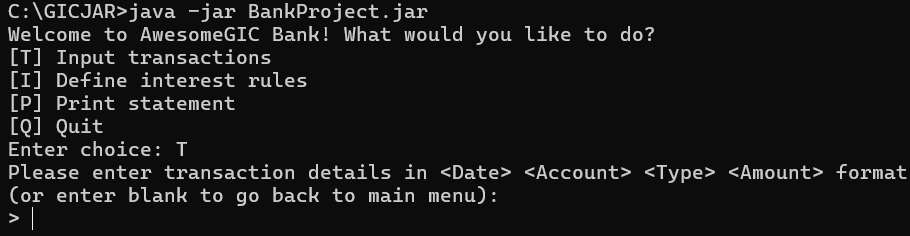 C:\GICJAR>java -jar BankProject.jar
Welcome to AwesomeGIC Bank! What would you like to do?
[T] Input transactions
[I] Define interest rules
[P] Print statement
[Q] Quit
Enter choice: T
Please enter transaction details in <Date> <Account> <Type> <Amount> format
(or enter blank to go back to main menu):
>